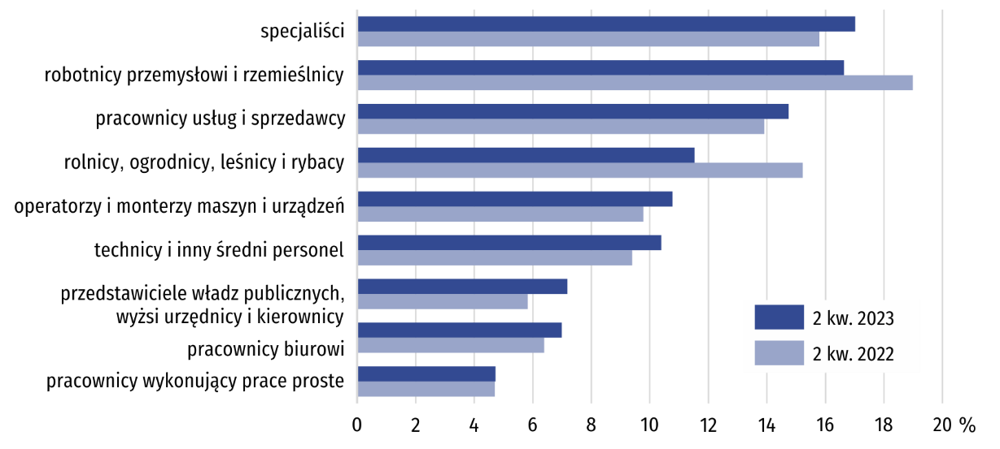 specjaliści
robotnicy przemysłowi i rzemieślnicy
pracownicy usług i sprzedawcy
rolnicy, ogrodnicy, leśnicy i rybacy
operatorzy i monterzy maszyn i urządzeń
technicy i inny średni personel
przedstawiciele władz publicznych,
wyżsi urzędnicy i kierownicy
pracownicy biurowi
pracownicy wykonujący prace proste
2 kw. 2023
2 kw. 2022
0 2 4 6 8 10 12 14 16 18 20 %